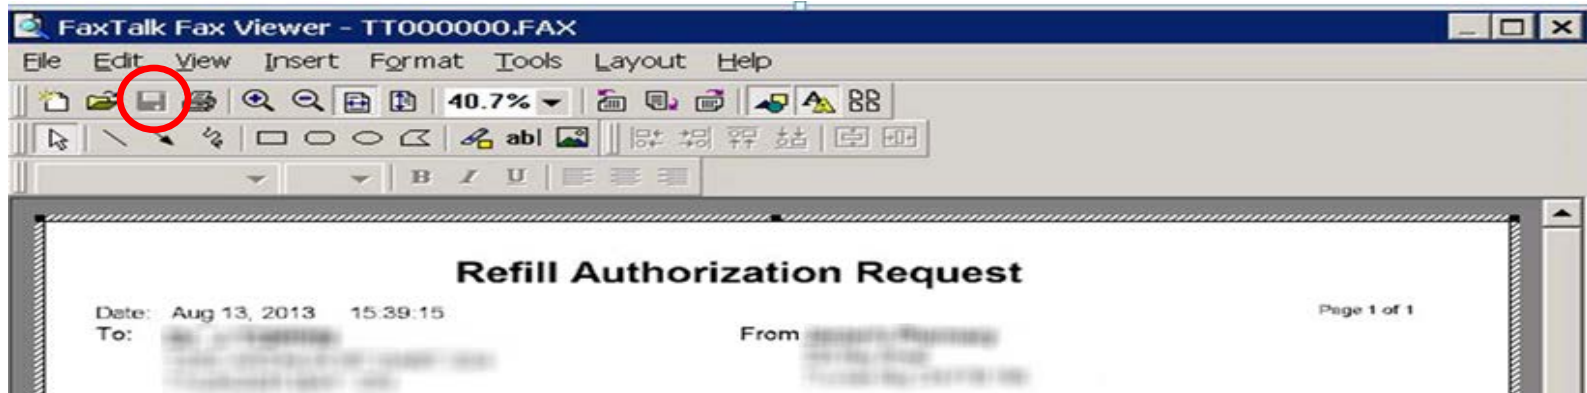 FaxTalk Fax Viewer - TT000000.FAX
File Edit View Insert Format Tools Layout Help
40.7%
abl
B I U
Refill Authorization Request
Date: Aug 13, 2013 15:39:15 Page 1 of 1
To: From